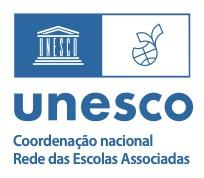 UNESCO
unesco
Coordenação nacional
Rede das Escolas Associadas